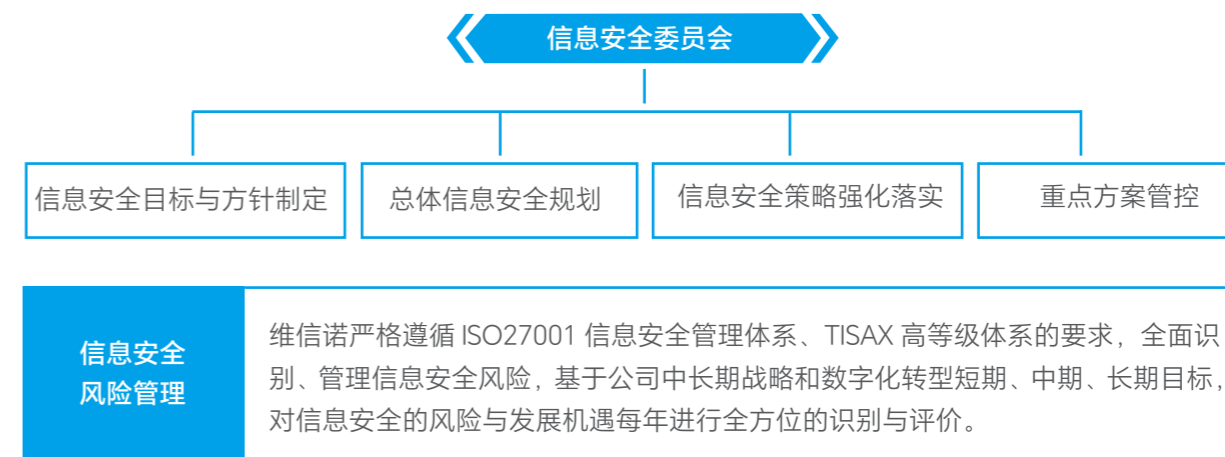 信息安全委员会
信息安全目标与方针制定
总体信息安全规划
信息安全策略强化落实
重点方案管控
信息安全
风险管理
维信诺严格遵循 ISO27001 信息安全管理体系、TISAX 高等级体系的要求，全面识
别、管理信息安全风险，基于公司中长期战略和数字化转型短期、中期、长期目标，
对信息安全的风险与发展机遇每年进行全方位的识别与评价。